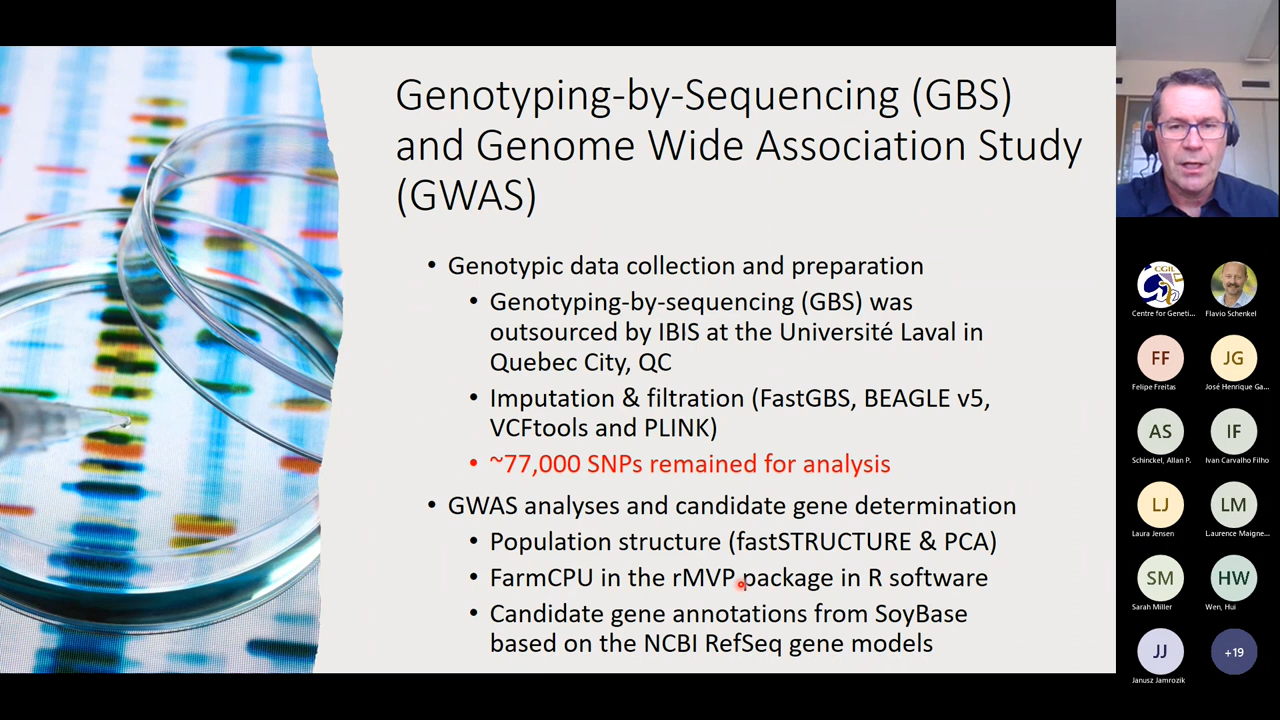 Genotyping-by-Sequencing (GBS)
and Genome Wide Association Study
(GWAS)
• Genotypic data collection and preparation
• Genotyping-by-sequencing (GBS) was
outsourced by IBIS at the Université Laval in
Quebec City, QC
• Imputation & filtration (FastGBS, BEAGLE v5,
VCFtools and PLINK)
• ~77,000 SNPs remained for analysis
• GWAS analyses and candidate gene determination
• Population structure (fastSTRUCTURE & PCA)
• FarmCPU in the rMVP package in R software
• Candidate gene annotations from SoyBase
based on the NCBI RefSeq gene models
CGIL
Centre for Geneti...
Flavio Schenkel
FF
JG
Felipe Freitas
José Henrique Ga...
AS
IF
Schinckel, Allan P.
Ivan Carvalho Filho
LJ
LM
Laura Jensen
Laurence Maigne...
SM
HW
Sarah Miller
Wen, Hui
JJ
+19
Janusz Jamrozik